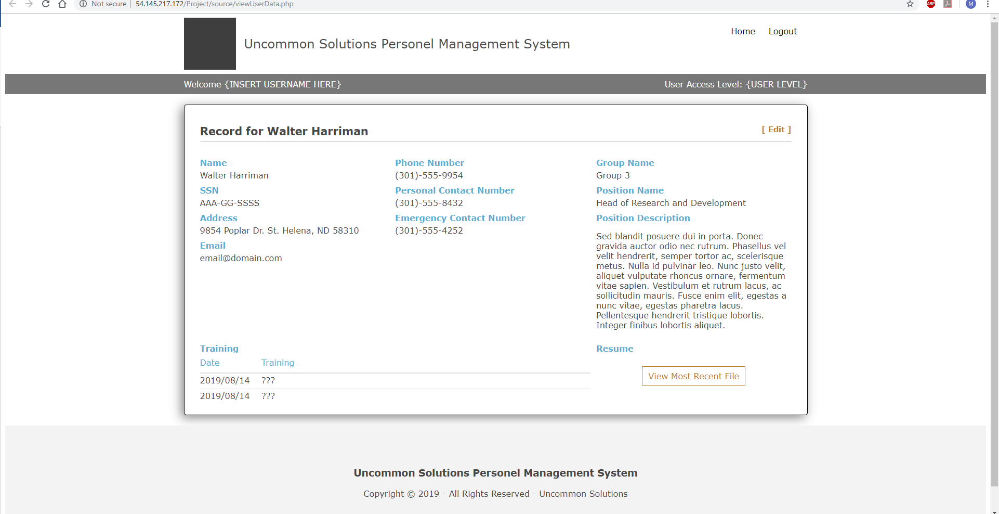 Not secure | 54.145.217.172/Project/source/viewUserData.php
ABP
M
Home Logout
Uncommon Solutions Personel Management System
Welcome {INSERT USERNAME HERE} User Access Level: {USER LEVEL}
Record for Walter Harriman [ Edit ]
Name
Walter Harriman
SSN
AAA-GG-SSSS
Address
9854 Poplar Dr. St. Helena, ND 58310
Email
email@domain.com
Phone Number
(301)-555-9954
Personal Contact Number
(301)-555-8432
Emergency Contact Number
(301)-555-4252
Group Name
Group 3
Position Name
Head of Research and Development
Position Description
Sed blandit posuere dui in porta. Donec
gravida auctor odio nec rutrum. Phasellus vel
velit hendrerit, semper tortor ac, scelerisque
metus. Nulla id pulvinar leo. Nunc justo velit,
aliquet vulputate rhoncus ornare, fermentum
vitae sapien. Vestibulum et rutrum lacus, ac
sollicitudin mauris. Fusce enim elit, egestas a
nunc vitae, egestas pharetra lacus.
Pellentesque hendrerit tristique lobortis.
Integer finibus lobortis aliquet.
Training
Date Training
2019/08/14 ???
2019/08/14 ???
Resume
View Most Recent File
Uncommon Solutions Personel Management System
Copyright © 2019 - All Rights Reserved - Uncommon Solutions